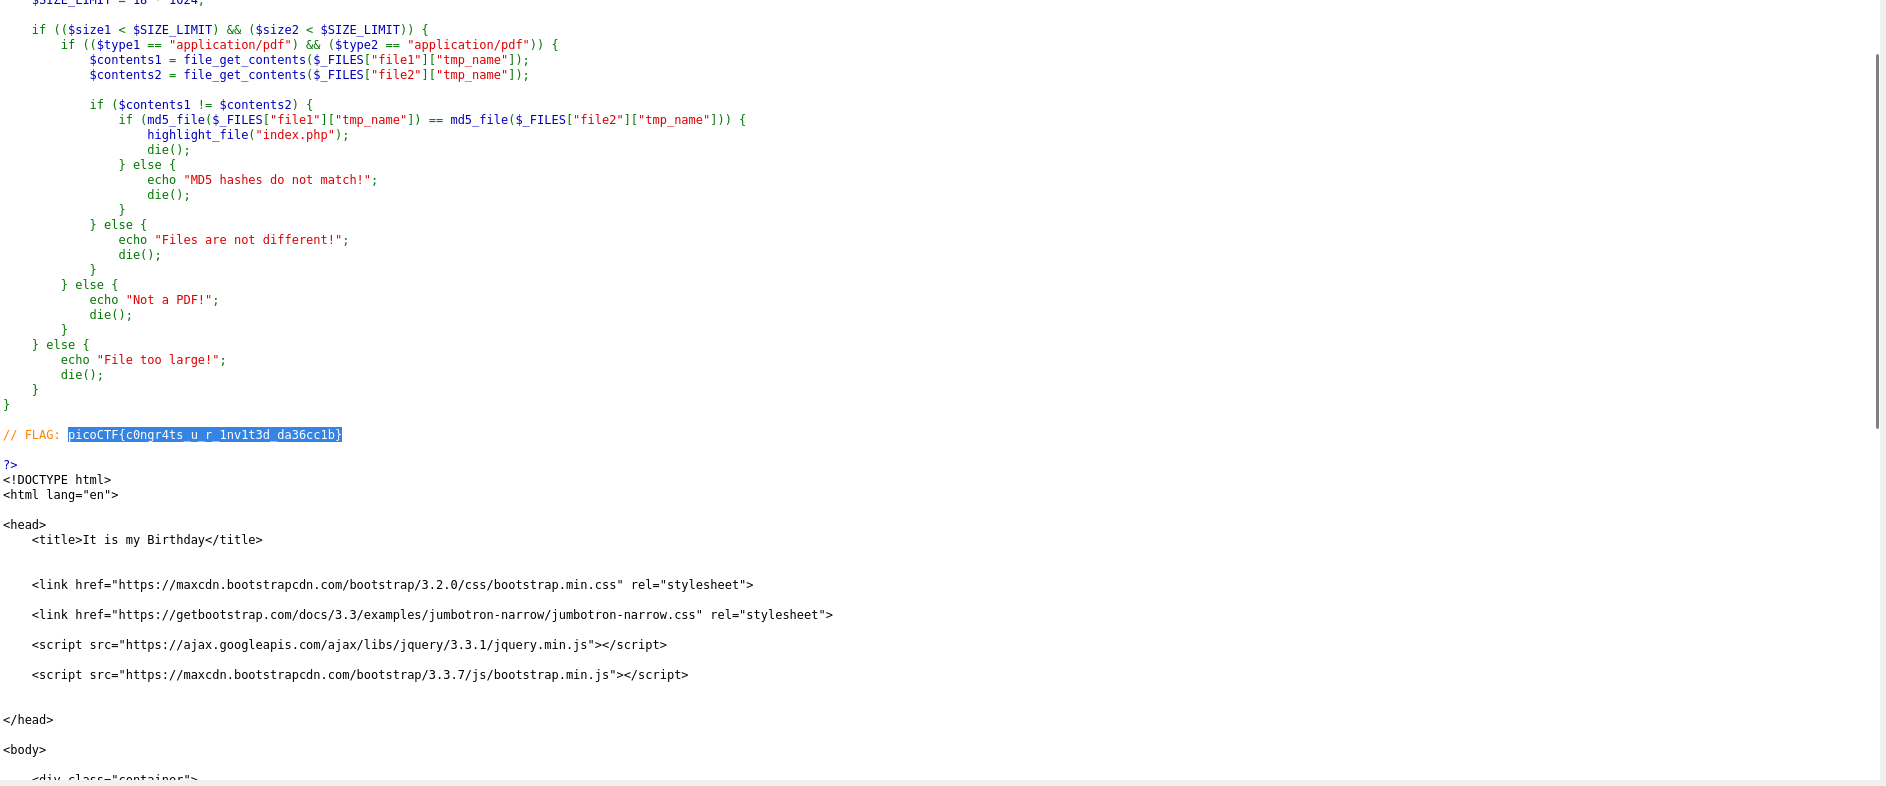 $SIZE_LIMIT = 18 * 1024;
if (($size1 < $SIZE_LIMIT) && ($size2 < $SIZE_LIMIT)) {
if (($type1 == "application/pdf") && ($type2 == "application/pdf")) {
$contents1 = file_get_contents($_FILES["file1"]["tmp_name"]);
$contents2 = file_get_contents($_FILES["file2"]["tmp_name"]);
if ($contents1 != $contents2) {
if (md5_file($_FILES["file1"]["tmp_name"]) == md5_file($_FILES["file2"]["tmp_name"])) {
highlight_file("index.php");
die();
} else {
echo "MD5 hashes do not match!";
die();
}
} else {
echo "Files are not different!";
die();
}
} else {
echo "Not a PDF!";
die();
}
} else {
echo "File too large!";
die();
}
}
// FLAG: picoCTF{c0ngr4ts_u_r_1nv1t3d_da36cc1b}
?>
<!DOCTYPE html>
<html lang="en">
<head>
<title>It is my Birthday</title>
<link href="https://maxcdn.bootstrapcdn.com/bootstrap/3.2.0/css/bootstrap.min.css" rel="stylesheet">
<link href="https://getbootstrap.com/docs/3.3/examples/jumbotron-narrow/jumbotron-narrow.css" rel="stylesheet">
<script src="https://ajax.googleapis.com/ajax/libs/jquery/3.3.1/jquery.min.js"></script>
<script src="https://maxcdn.bootstrapcdn.com/bootstrap/3.3.7/js/bootstrap.min.js"></script>
</head>
<body>
<div class="container">